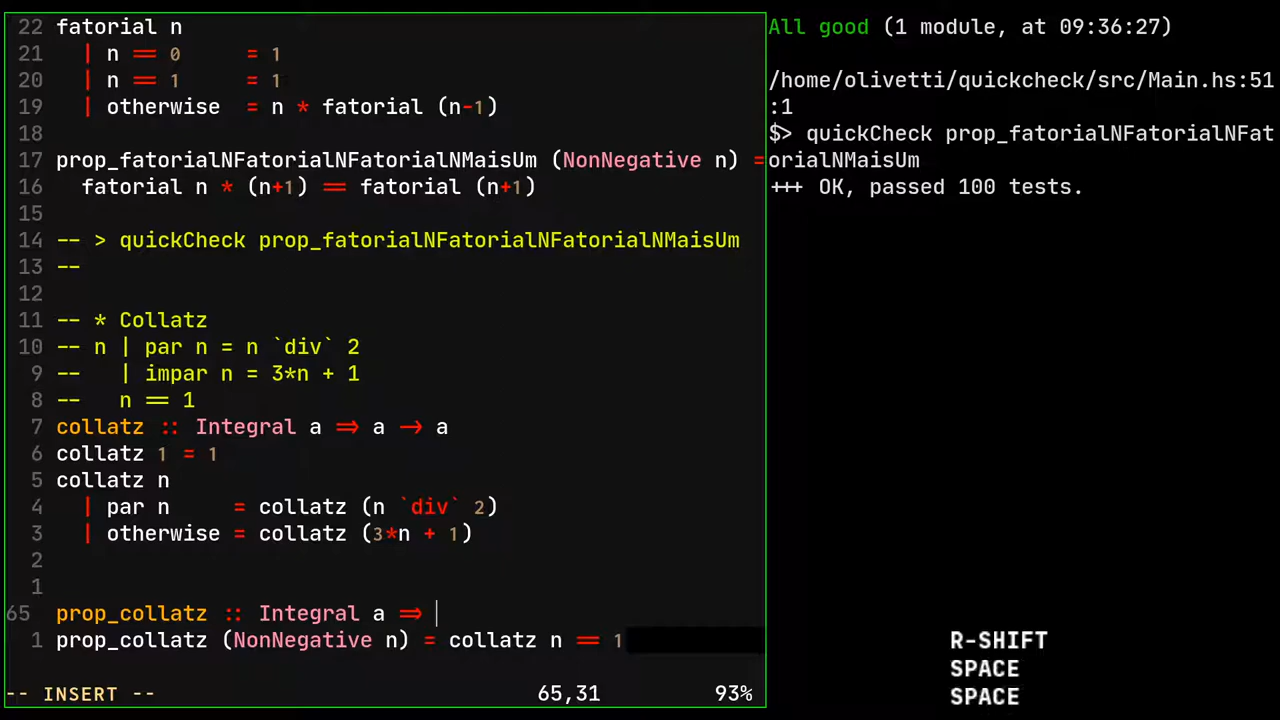 22 fatorial n
21   | n == 0      = 1
20   | n == 1      = 1
19   | otherwise  = n * fatorial (n-1)
18
17 prop_fatorialNFatorialNFatorialNMaisUm (NonNegative n) =
16   fatorial n * (n+1) == fatorial (n+1)
15
14 -- > quickCheck prop_fatorialNFatorialNFatorialNMaisUm
13 --
12
11 -- * Collatz
10 -- n | par n = n `div` 2
9 --   | impar n = 3*n + 1
8 --   n == 1
7 collatz :: Integral a => a -> a
6 collatz 1 = 1
5 collatz n
4   | par n     = collatz (n `div` 2)
3   | otherwise = collatz (3*n + 1)
2
1
65 prop_collatz :: Integral a =>
1 prop_collatz (NonNegative n) = collatz n == 1
-- INSERT --                              65,31         93%
All good (1 module, at 09:36:27)
/home/olivetti/quickcheck/src/Main.hs:51
:1
$> quickCheck prop_fatorialNFatorialNFat
orialNMaisUm
+++ OK, passed 100 tests.
R-SHIFT
SPACE
SPACE